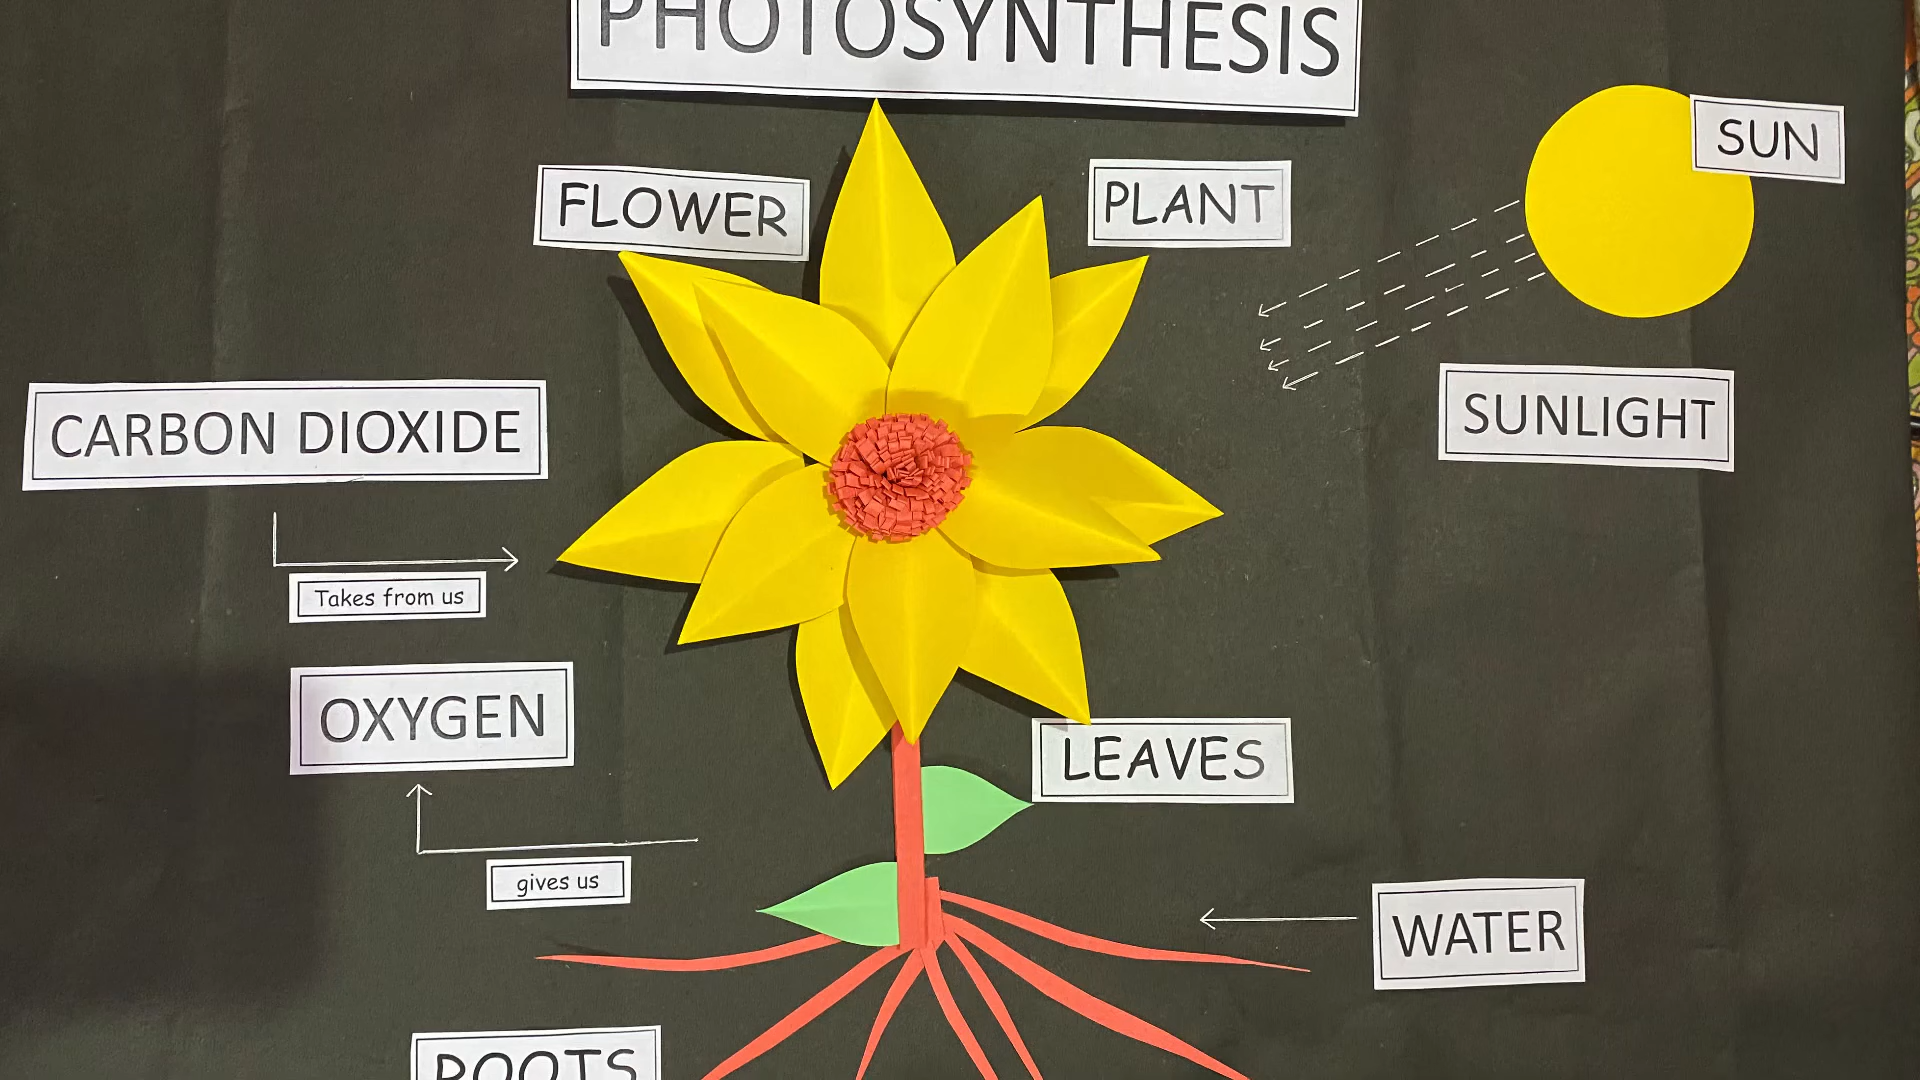 PHOTOSYNTHESIS
SUN
FLOWER
PLANT
CARBON DIOXIDE
SUNLIGHT
Takes from us
OXYGEN
LEAVES
gives us
WATER
ROOTS